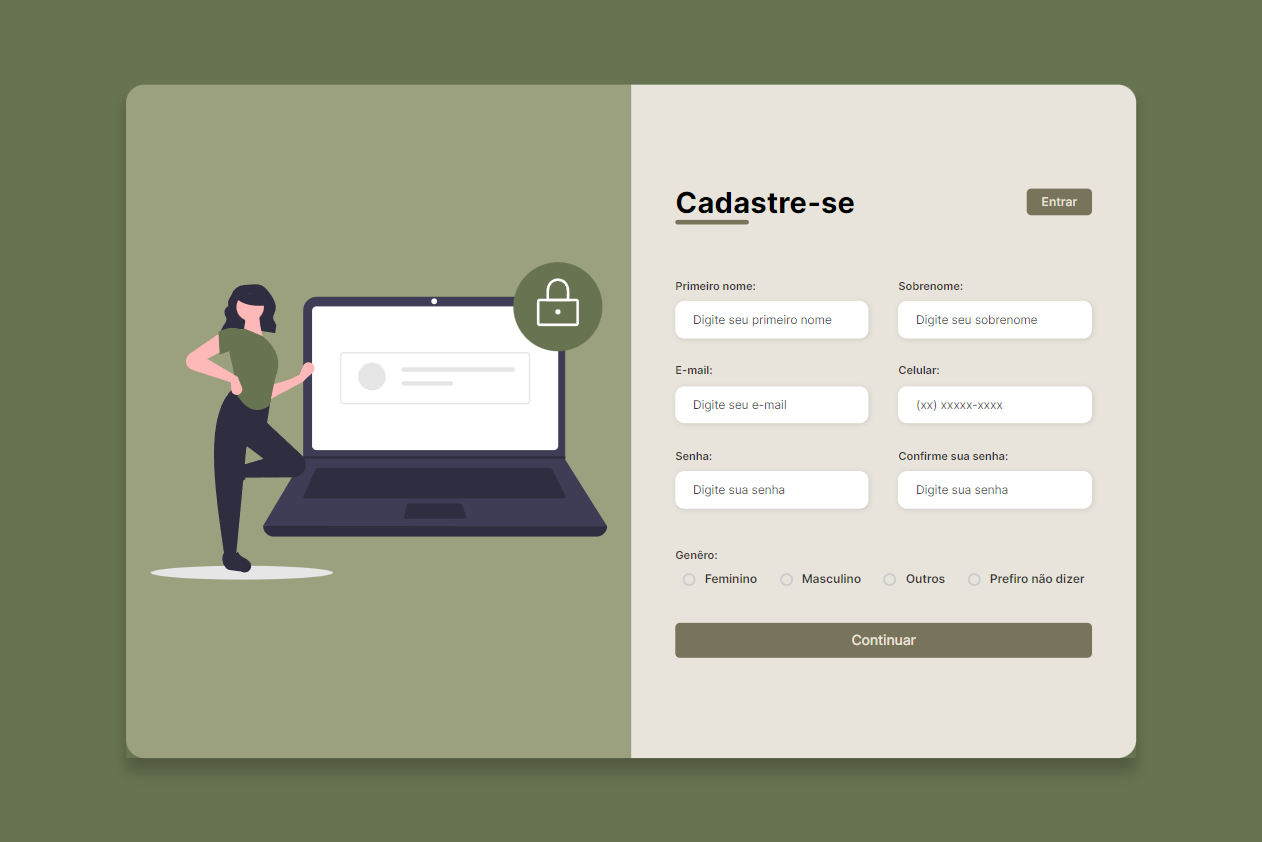 Cadastre-se
Entrar
Primeiro nome:
Sobrenome:
Digite seu primeiro nome
Digite seu sobrenome
E-mail:
Celular:
Digite seu e-mail
(xx) xxxxx-xxxx
Senha:
Confirme sua senha:
Digite sua senha
Digite sua senha
Genêro:
Feminino
Masculino
Outros
Prefiro não dizer
Continuar